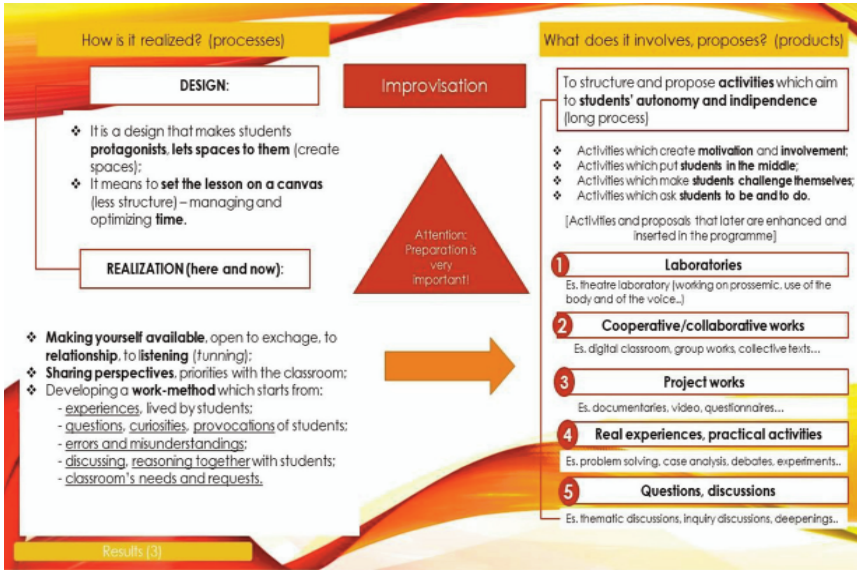 How is it realized? (processes)
DESIGN:
❖ It is a design that makes students
protagonists, lets spaces to them (create
spaces);
❖ It means to set the lesson on a canvas
(less structure) – managing and
optimizing time.
REALIZATION (here and now):
❖ Making yourself available, open to exchage, to
relationship, to listening (tunning);
❖ Sharing perspectives, priorities with the classroom;
❖ Developing a work-method which starts from:
- experiences, lived by students;
- questions, curiosities, provocations of students;
- errors and misunderstandings;
- discussing, reasoning together with students;
- classroom's needs and requests.
Results (3)
Improvisation
Attention:
Preparation is
very
important!
What does it involves, proposes? (products)
To structure and propose activities which aim
to students' autonomy and indipendence
(long process)
❖ Activities which create motivation and involvement;
❖ Activities which put students in the middle;
❖ Activities which make students challenge themselves;
❖ Activities which ask students to be and to do.
[Activities and proposals that later are enhanced and
inserted in the programme]
1 Laboratories
Es. theatre laboratory (working on prossemic, use of the
body and of the voice..)
2 Cooperative/collaborative works
Es. digital classroom, group works, collective texts...
3 Project works
Es. documentaries, video, questionnaires...
4 Real experiences, practical activities
Es. problem solving, case analysis, debates, experiments..
5 Questions, discussions
Es. thematic discussions, inquiry discussions, deepenings..